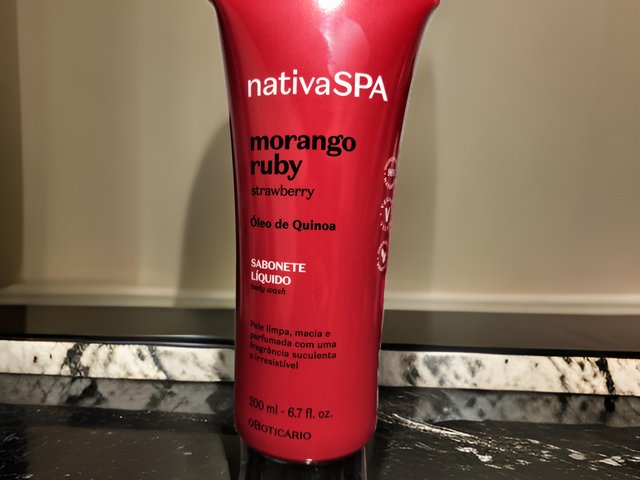 nativaSPA
morango
ruby
strawberry
Óleo de Quinoa
SABONETE
LÍQUIDO
body wash
Pele limpa, macia e
perfumada com uma
fragrância suculenta
e irresistível
200 ml - 6.7 fl. oz.
oBOTICÁRIO